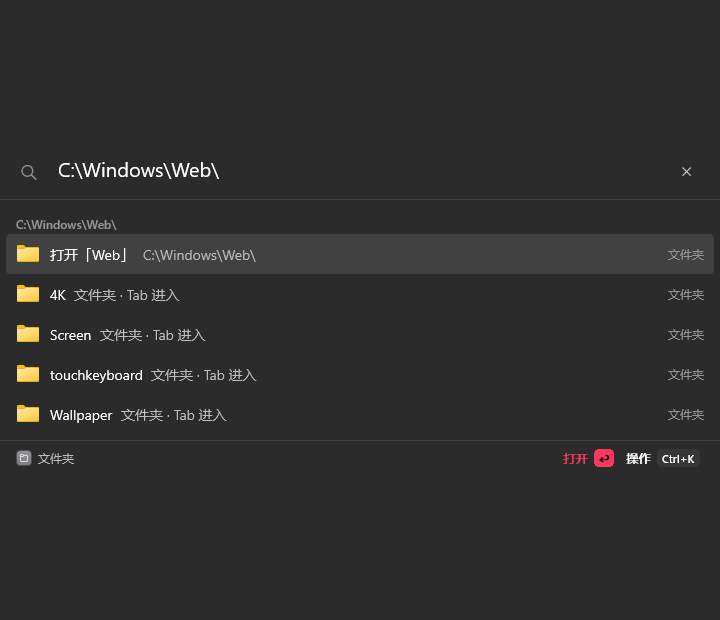 C:\Windows\Web\
C:\Windows\Web\
打开「Web」 C:\Windows\Web\ 文件夹
4K 文件夹 · Tab 进入 文件夹
Screen 文件夹 · Tab 进入 文件夹
touchkeyboard 文件夹 · Tab 进入 文件夹
Wallpaper 文件夹 · Tab 进入 文件夹
文件夹 打开 操作 Ctrl+K